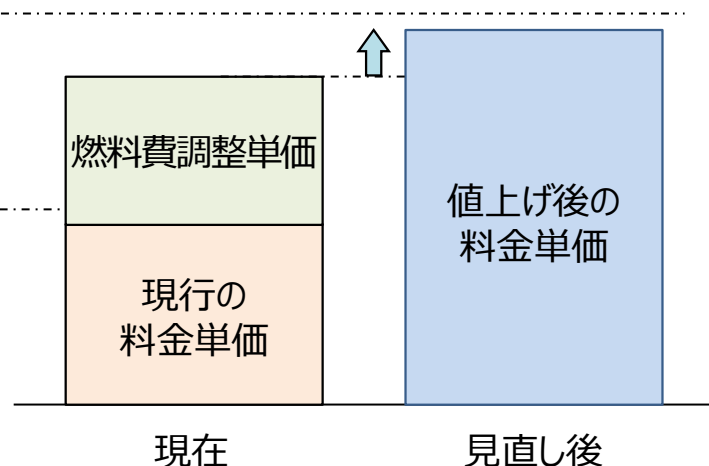 燃料費調整単価
現行の
料金単価
値上げ後の
料金単価
現在
見直し後